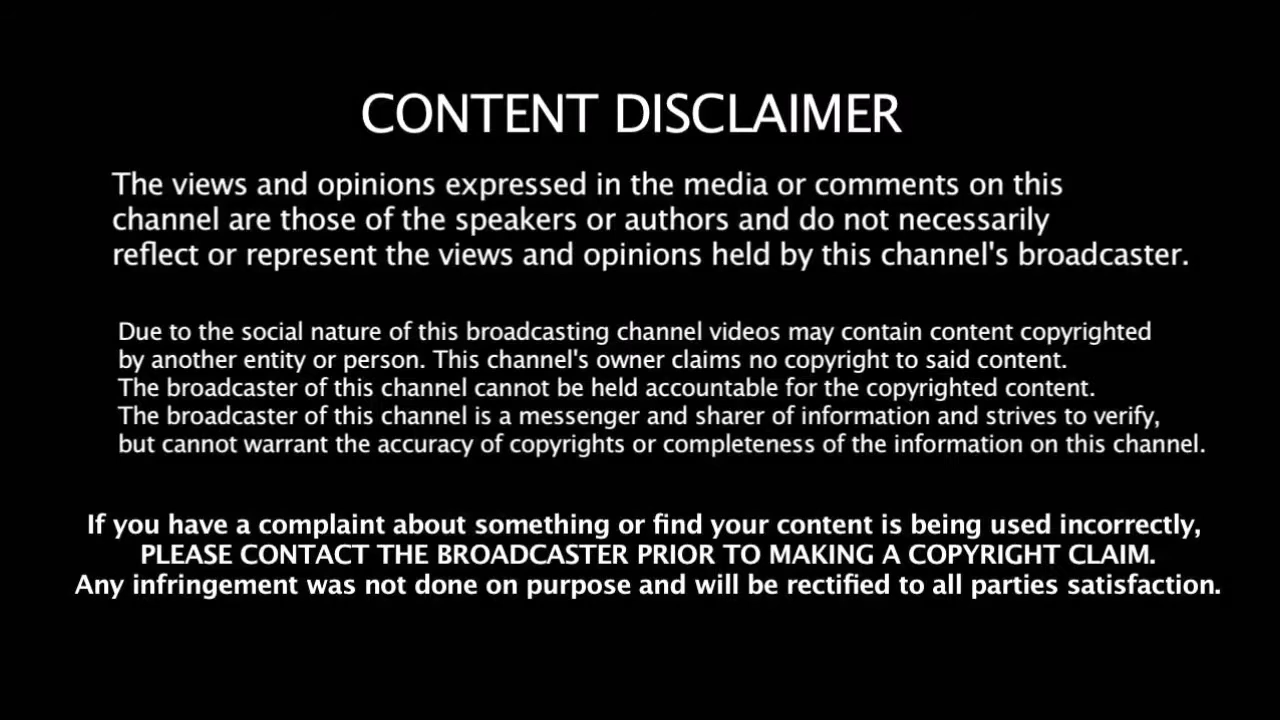 CONTENT DISCLAIMER
The views and opinions expressed in the media or comments on this
channel are those of the speakers or authors and do not necessarily
reflect or represent the views and opinions held by this channel's broadcaster.
Due to the social nature of this broadcasting channel videos may contain content copyrighted
by another entity or person. This channel's owner claims no copyright to said content.
The broadcaster of this channel cannot be held accountable for the copyrighted content.
The broadcaster of this channel is a messenger and sharer of information and strives to verify,
but cannot warrant the accuracy of copyrights or completeness of the information on this channel.
If you have a complaint about something or find your content is being used incorrectly,
PLEASE CONTACT THE BROADCASTER PRIOR TO MAKING A COPYRIGHT CLAIM.
Any infringement was not done on purpose and will be rectified to all parties satisfaction.